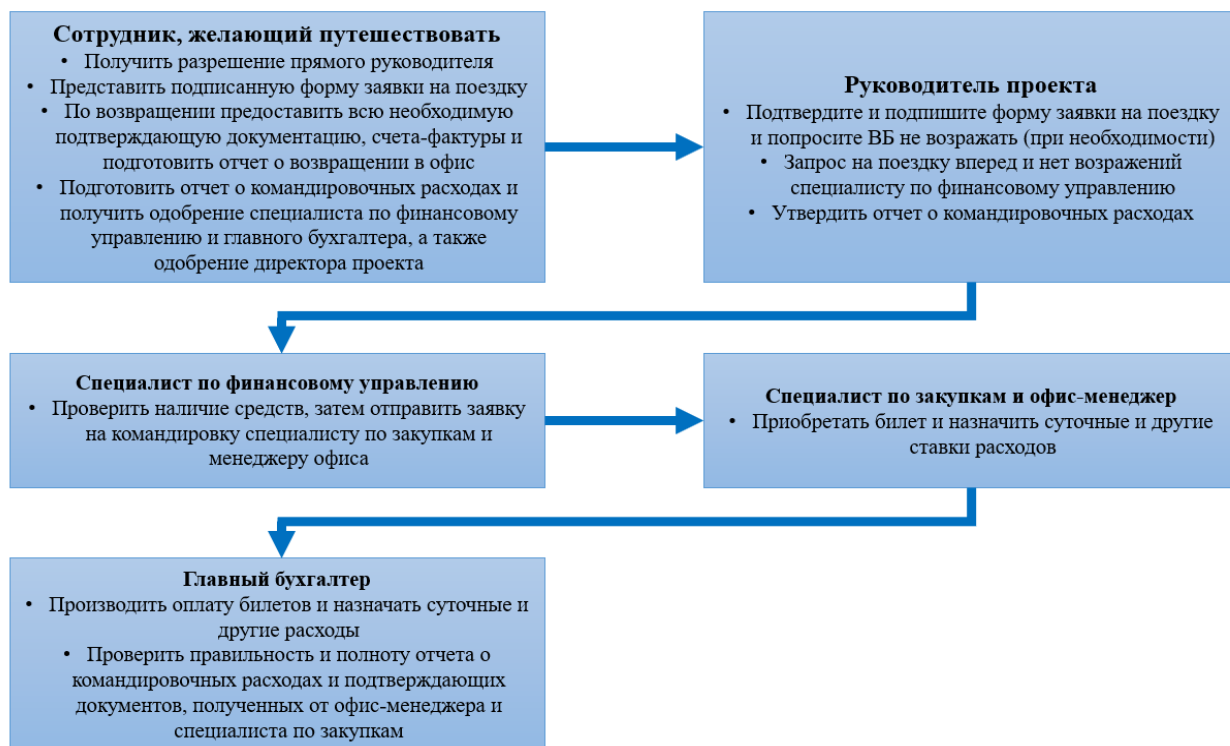 Сотрудник, желающий путешествовать
• Получить разрешение прямого руководителя
• Представить подписанную форму заявки на поездку
• По возвращении предоставить всю необходимую
подтверждающую документацию, счета-фактуры и
подготовить отчет о возвращении в офис
• Подготовить отчет о командировочных расходах и
получить одобрение специалиста по финансовому
управлению и главного бухгалтера, а также
одобрение директора проекта
Руководитель проекта
• Подтвердите и подпишите форму заявки на поездку
и попросите ВБ не возражать (при необходимости)
• Запрос на поездку вперед и нет возражений
специалисту по финансовому управлению
• Утвердить отчет о командировочных расходах
Специалист по финансовому управлению
• Проверить наличие средств, затем отправить заявку
на командировку специалисту по закупкам и
менеджеру офиса
Специалист по закупкам и офис-менеджер
• Приобретать билет и назначить суточные и другие
ставки расходов
Главный бухгалтер
• Производить оплату билетов и назначать суточные и
другие расходы
• Проверить правильность и полноту отчета о
командировочных расходах и подтверждающих
документов, полученных от офис-менеджера и
специалиста по закупкам